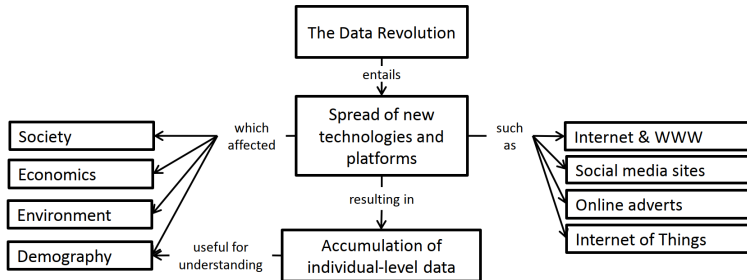 The Data Revolution
entails
Spread of new
technologies and
platforms
which
affected
Society
Economics
Environment
Demography
such
as
Internet & WWW
Social media sites
Online adverts
Internet of Things
resulting in
Accumulation of
individual-level data
useful for
understanding